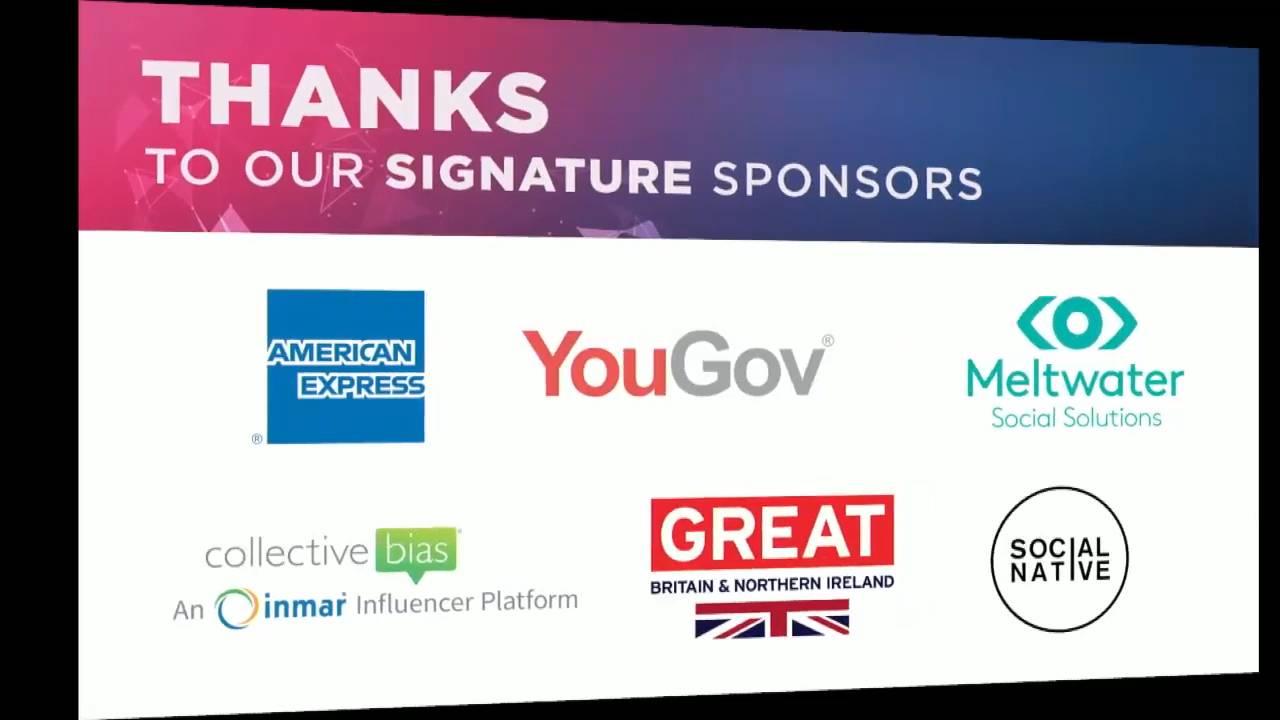 THANKS
TO OUR SIGNATURE SPONSORS
AMERICAN
EXPRESS
®
YouGov®
Meltwater
Social Solutions
collective bias
An inmar Influencer Platform
GREAT
BRITAIN & NORTHERN IRELAND
SOCIAL
NATIVE